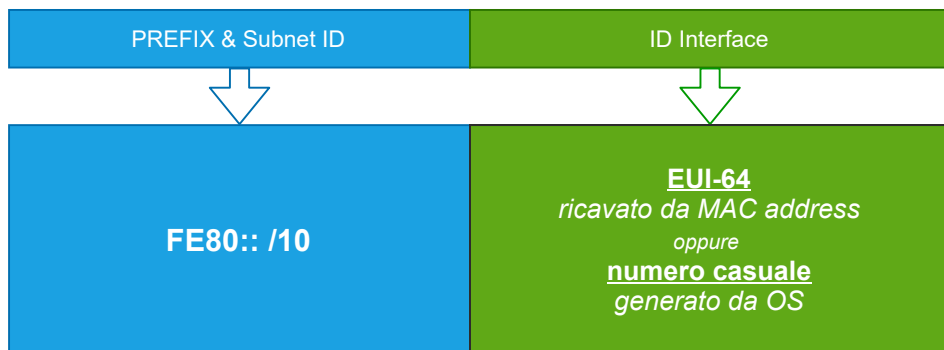 PREFIX & Subnet ID
ID Interface
FE80:: /10
EUI-64
ricavato da MAC address
oppure
numero casuale
generato da OS